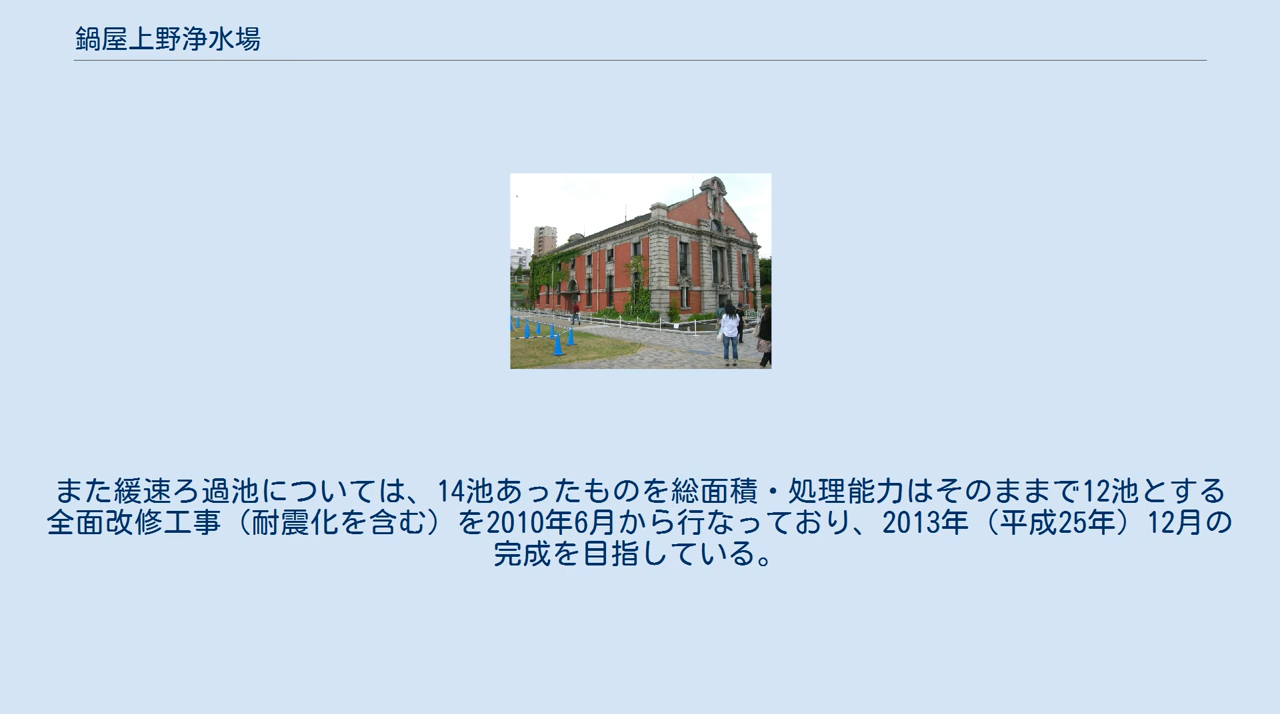 鍋屋上野浄水場
また緩速ろ過池については、14池あったものを総面積・処理能力はそのままで12池とする
全面改修工事（耐震化を含む）を2010年6月から行なっており、2013年（平成25年）12月の
完成を目指している。